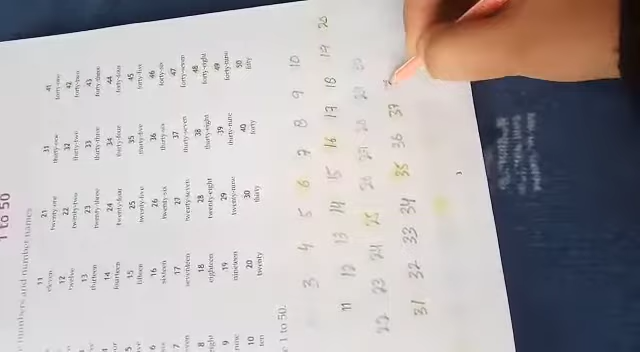 1 to 50
numbers and number names
11 21 31 41
eleven twenty-one thirty-one forty-one
12 22 32 42
twelve twenty-two thirty-two forty-two
13 23 33 43
thirteen twenty-three thirty-three forty-three
14 24 34 44
fourteen twenty-four thirty-four forty-four
5 15 25 35 45
fifteen twenty-five thirty-five forty-five
6 16 26 36 46
sixteen twenty-six thirty-six forty-six
7 17 27 37 47
seventeen twenty-seven thirty-seven forty-seven
8 18 28 38 48
eighteen twenty-eight thirty-eight forty-eight
9 19 29 39 49
nine nineteen twenty-nine thirty-nine forty-nine
10 20 30 40 50
ten twenty thirty forty fifty
1 to 50.
3 4 5 6 7 8 9 10
11 12 13 14 15 16 17 18 19 20
22 23 24 25 26 27 28 29 30
31 32 33 34 35 36 37